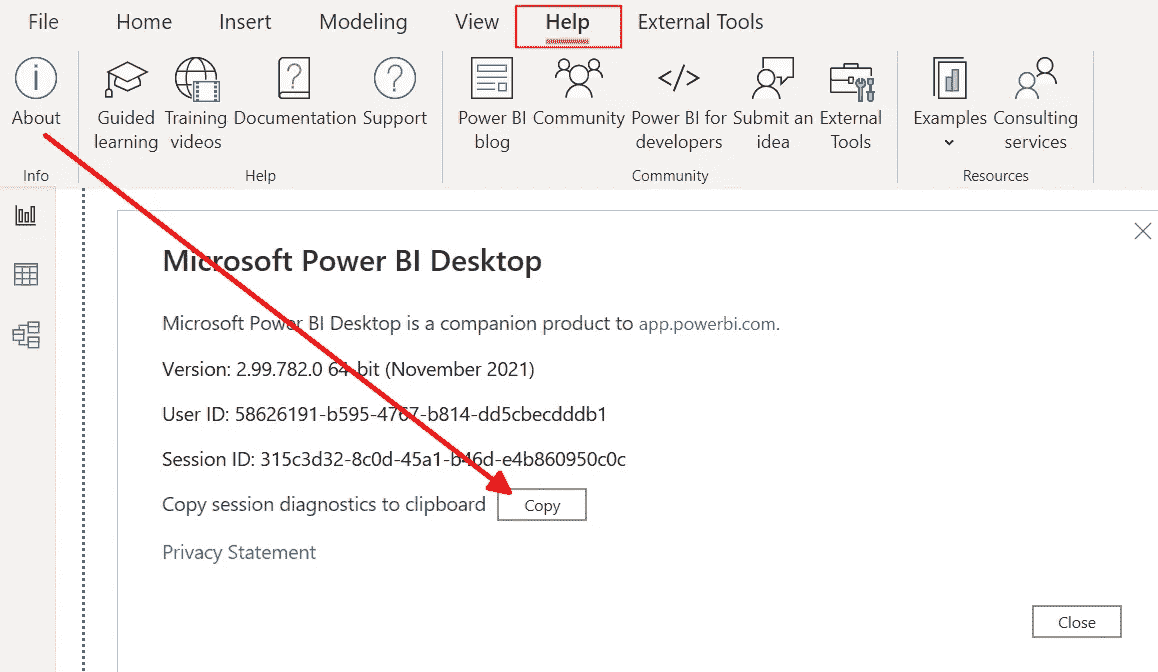 File Home Insert Modeling View Help External Tools
About Guided learning Training videos Documentation Support Power BI blog Community Power BI for developers Submit an idea External Tools Examples Consulting services
Info Help Community Resources
Microsoft Power BI Desktop
Microsoft Power BI Desktop is a companion product to app.powerbi.com.
Version: 2.99.782.0 64-bit (November 2021)
User ID: 58626191-b595-4767-b814-dd5cbecdddb1
Session ID: 315c3d32-8c0d-45a1-b46d-e4b860950c0c
Copy session diagnostics to clipboard Copy
Privacy Statement
Close